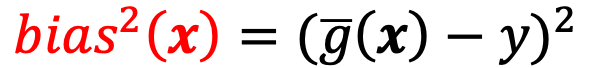 bias²(x) = (g̅(x) − y)²